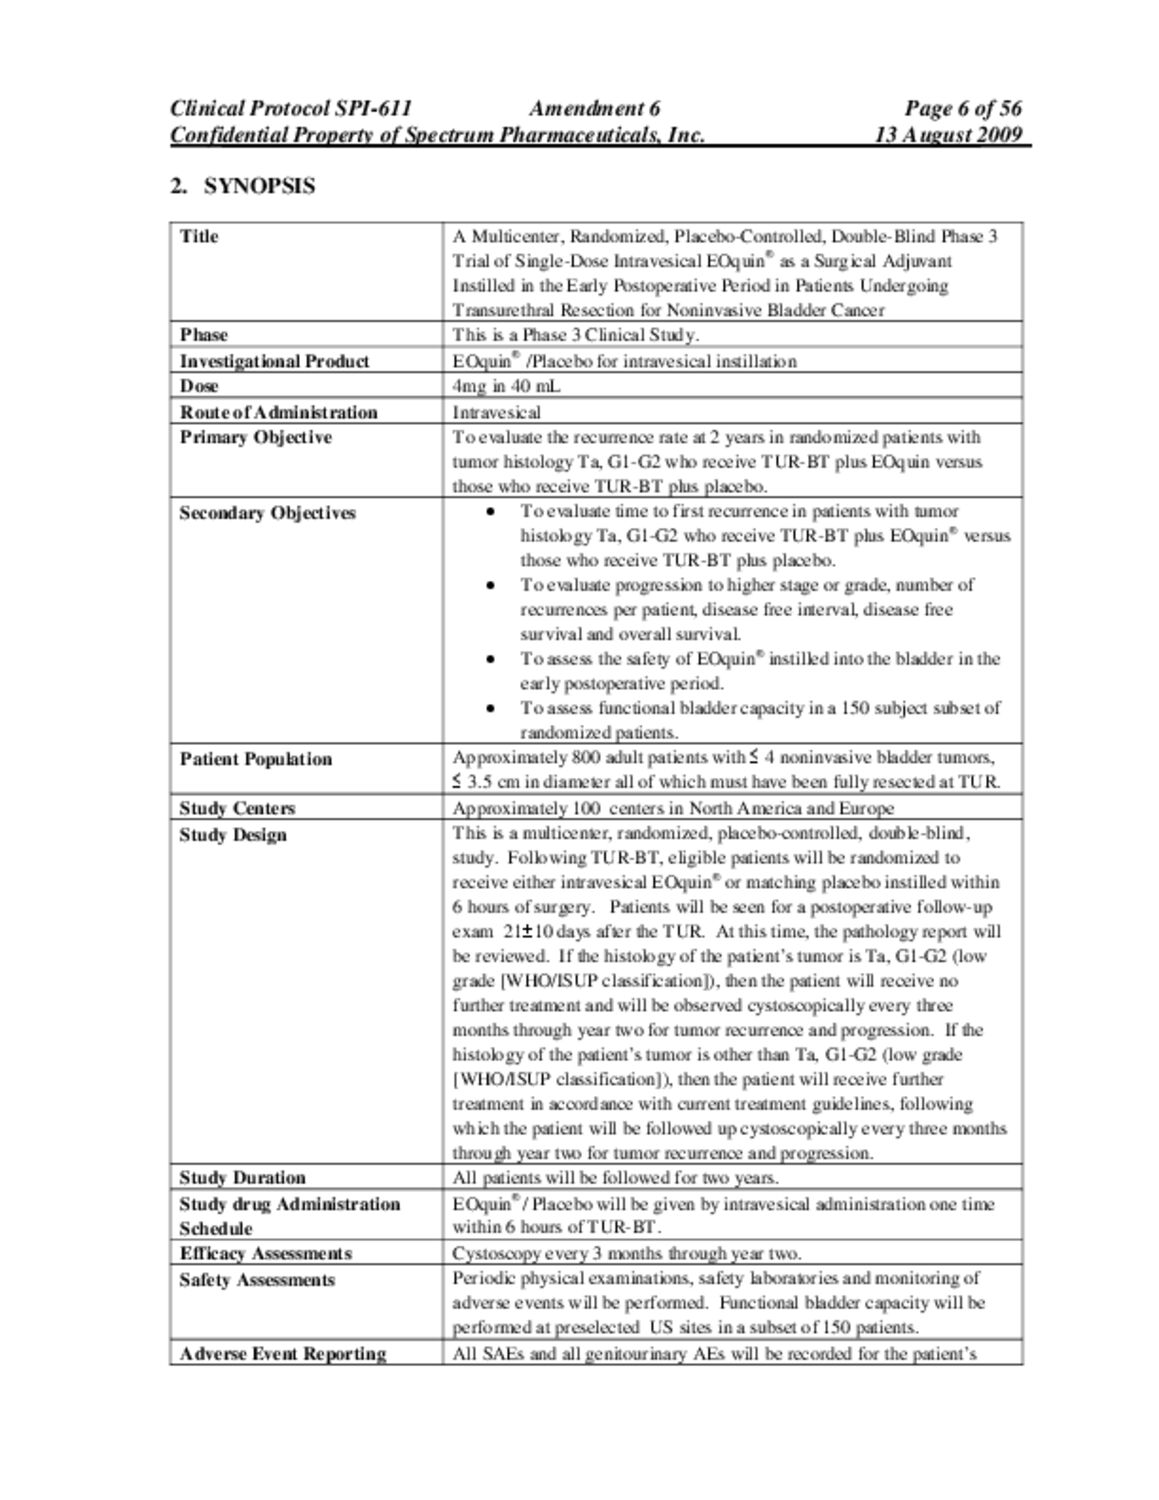 Clinical Protocol SPI-611 Amendment 6 Page 6 of 56
Confidential Property of Spectrum Pharmaceuticals, Inc. 13 August 2009
2. SYNOPSIS
Title A Multicenter, Randomized, Placebo-Controlled, Double-Blind Phase 3
Trial of Single-Dose Intravesical EOquin® as a Surgical Adjuvant
Instilled in the Early Postoperative Period in Patients Undergoing
Transurethral Resection for Noninvasive Bladder Cancer
Phase This is a Phase 3 Clinical Study.
Investigational Product EOquin® /Placebo for intravesical instillation
Dose 4mg in 40 mL
Route of Administration Intravesical
Primary Objective To evaluate the recurrence rate at 2 years in randomized patients with
tumor histology Ta, G1-G2 who receive TUR-BT plus EOquin versus
those who receive TUR-BT plus placebo.
Secondary Objectives • To evaluate time to first recurrence in patients with tumor
histology Ta, G1-G2 who receive TUR-BT plus EOquin® versus
those who receive TUR-BT plus placebo.
• To evaluate progression to higher stage or grade, number of
recurrences per patient, disease free interval, disease free
survival and overall survival.
• To assess the safety of EOquin® instilled into the bladder in the
early postoperative period.
• To assess functional bladder capacity in a 150 subject subset of
randomized patients.
Patient Population Approximately 800 adult patients with ≤ 4 noninvasive bladder tumors,
≤ 3.5 cm in diameter all of which must have been fully resected at TUR.
Study Centers Approximately 100 centers in North America and Europe
Study Design This is a multicenter, randomized, placebo-controlled, double-blind,
study. Following TUR-BT, eligible patients will be randomized to
receive either intravesical EOquin® or matching placebo instilled within
6 hours of surgery. Patients will be seen for a postoperative follow-up
exam 21±10 days after the TUR. At this time, the pathology report will
be reviewed. If the histology of the patient's tumor is Ta, G1-G2 (low
grade [WHO/ISUP classification]), then the patient will receive no
further treatment and will be observed cystoscopically every three
months through year two for tumor recurrence and progression. If the
histology of the patient's tumor is other than Ta, G1-G2 (low grade
[WHO/ISUP classification]), then the patient will receive further
treatment in accordance with current treatment guidelines, following
which the patient will be followed up cystoscopically every three months
through year two for tumor recurrence and progression.
Study Duration All patients will be followed for two years.
Study drug Administration EOquin®/ Placebo will be given by intravesical administration one time
Schedule within 6 hours of TUR-BT.
Efficacy Assessments Cystoscopy every 3 months through year two.
Safety Assessments Periodic physical examinations, safety laboratories and monitoring of
adverse events will be performed. Functional bladder capacity will be
performed at preselected US sites in a subset of 150 patients.
Adverse Event Reporting All SAEs and all genitourinary AEs will be recorded for the patient's